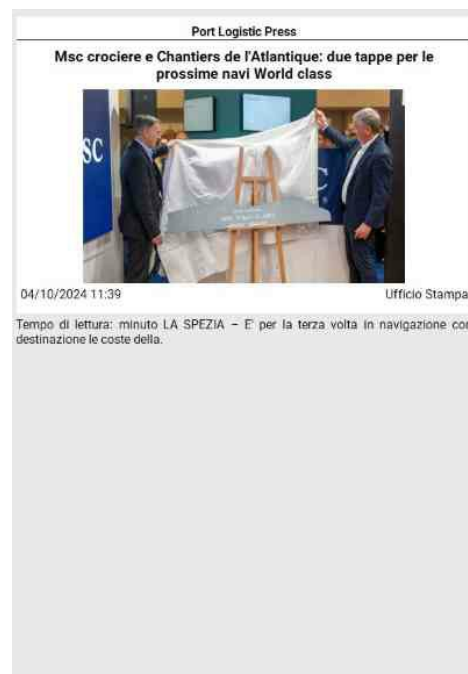 Port Logistic Press
Msc crociere e Chantiers de l'Atlantique: due tappe per le
prossime navi World class
SC
04/10/2024 11:39
Ufficio Stampa
Tempo di lettura: minuto LA SPEZIA – E' per la terza volta in navigazione con
destinazione le coste della.